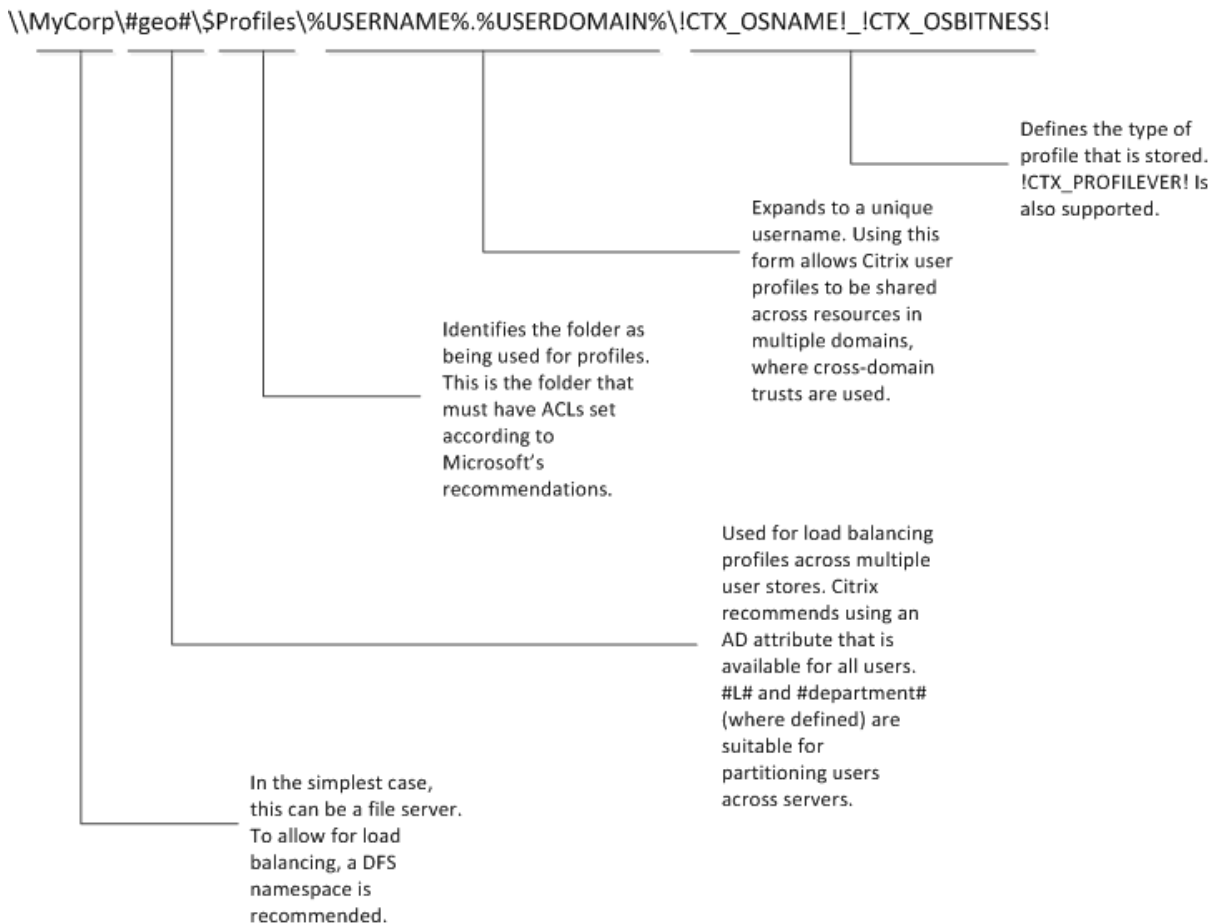 \\MyCorp\#geo#\$Profiles\%USERNAME%.%USERDOMAIN%\!CTX_OSNAME!_!CTX_OSBITNESS!
Defines the type of
profile that is stored.
!CTX_PROFILEVER! Is
also supported.
Expands to a unique
username. Using this
form allows Citrix user
profiles to be shared
across resources in
multiple domains,
where cross-domain
trusts are used.
Identifies the folder as
being used for profiles.
This is the folder that
must have ACLs set
according to
Microsoft’s
recommendations.
Used for load balancing
profiles across multiple
user stores. Citrix
recommends using an
AD attribute that is
available for all users.
#L# and #department#
(where defined) are
suitable for
partitioning users
across servers.
In the simplest case,
this can be a file server.
To allow for load
balancing, a DFS
namespace is
recommended.